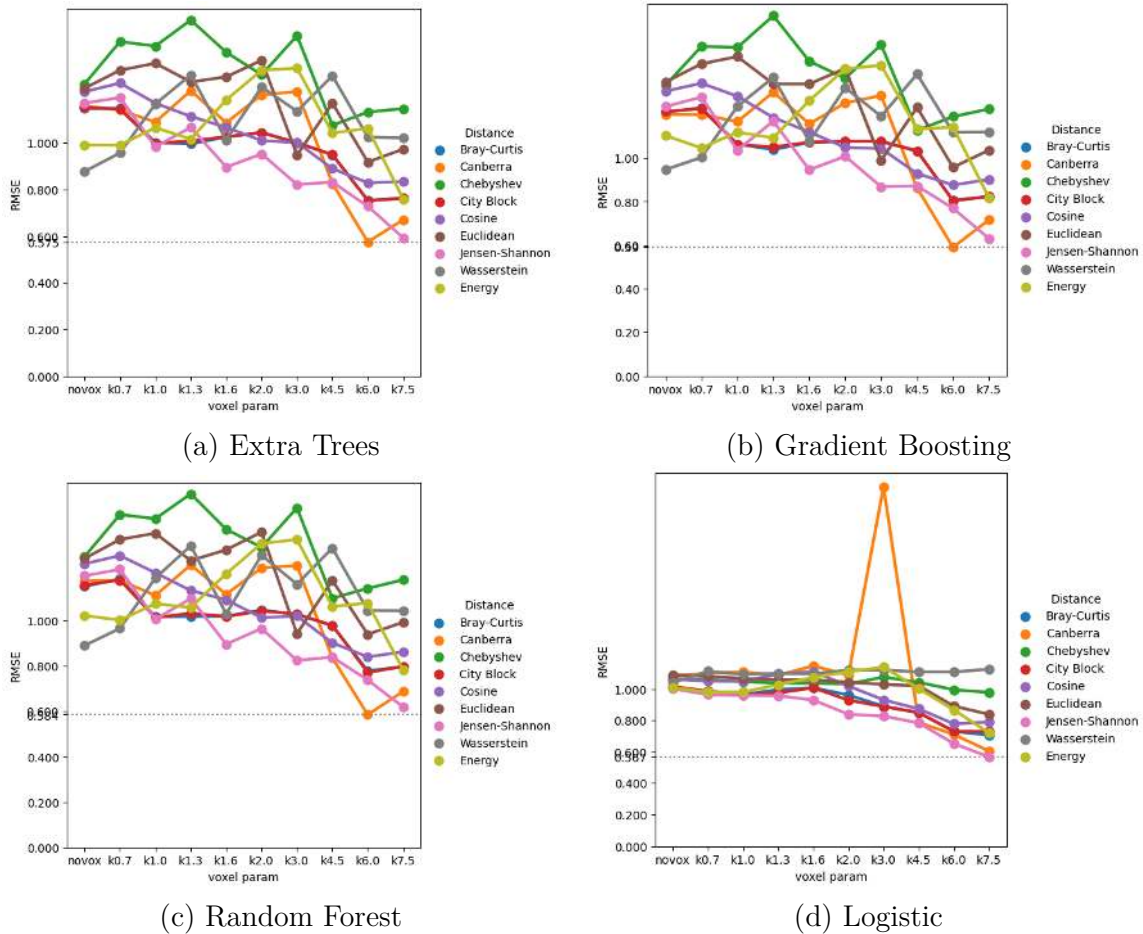 1.000
0.800
0.600
0.575
0.400
0.200
0.000
RMSE
novox k0.7 k1.0 k1.3 k1.6 k2.0 k3.0 k4.5 k6.0 k7.5
voxel param
Distance
Bray-Curtis
Canberra
Chebyshev
City Block
Cosine
Euclidean
Jensen-Shannon
Wasserstein
Energy
(a) Extra Trees
1.00
0.80
0.60
0.59
0.40
0.20
0.00
RMSE
novox k0.7 k1.0 k1.3 k1.6 k2.0 k3.0 k4.5 k6.0 k7.5
voxel param
Distance
Bray-Curtis
Canberra
Chebyshev
City Block
Cosine
Euclidean
Jensen-Shannon
Wasserstein
Energy
(b) Gradient Boosting
1.000
0.800
0.600
0.584
0.400
0.200
0.000
RMSE
novox k0.7 k1.0 k1.3 k1.6 k2.0 k3.0 k4.5 k6.0 k7.5
voxel param
Distance
Bray-Curtis
Canberra
Chebyshev
City Block
Cosine
Euclidean
Jensen-Shannon
Wasserstein
Energy
(c) Random Forest
1.000
0.800
0.600
0.567
0.400
0.200
0.000
RMSE
novox k0.7 k1.0 k1.3 k1.6 k2.0 k3.0 k4.5 k6.0 k7.5
voxel param
Distance
Bray-Curtis
Canberra
Chebyshev
City Block
Cosine
Euclidean
Jensen-Shannon
Wasserstein
Energy
(d) Logistic